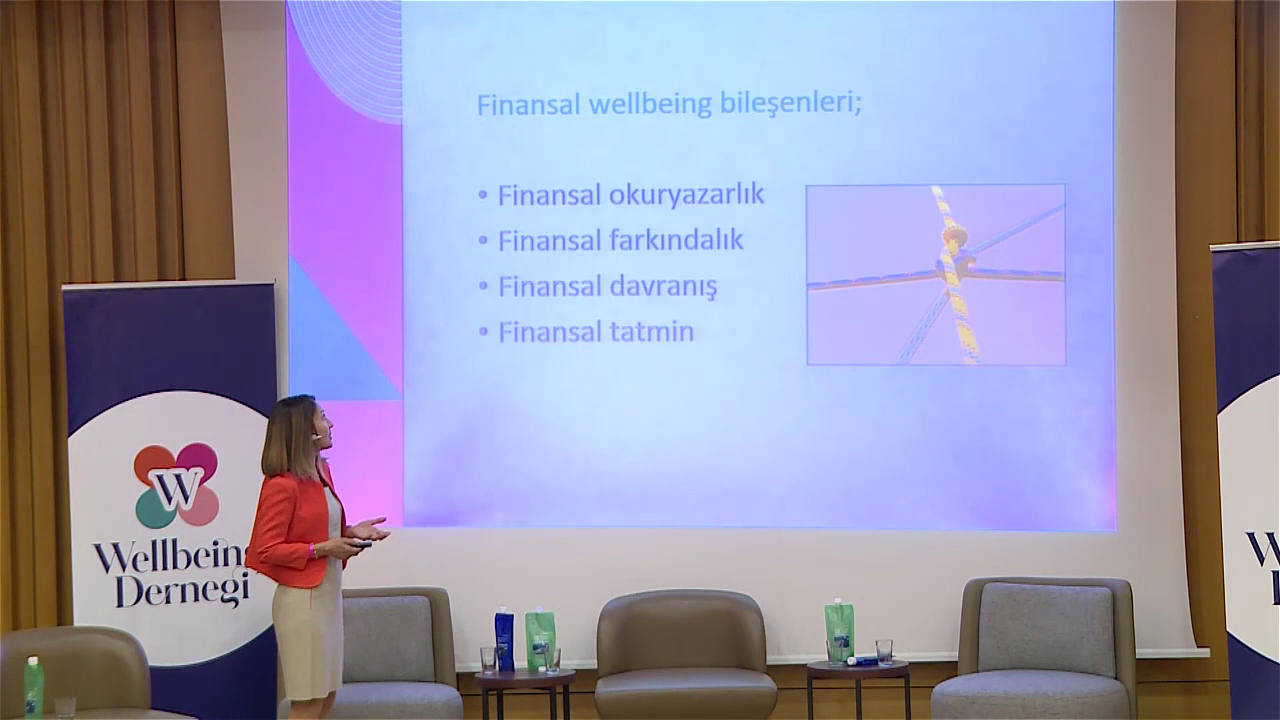 Finansal wellbeing bileşenleri;
• Finansal okuryazarlık
• Finansal farkındalık
• Finansal davranış
• Finansal tatmin
W
Wellbeing
Dernegi